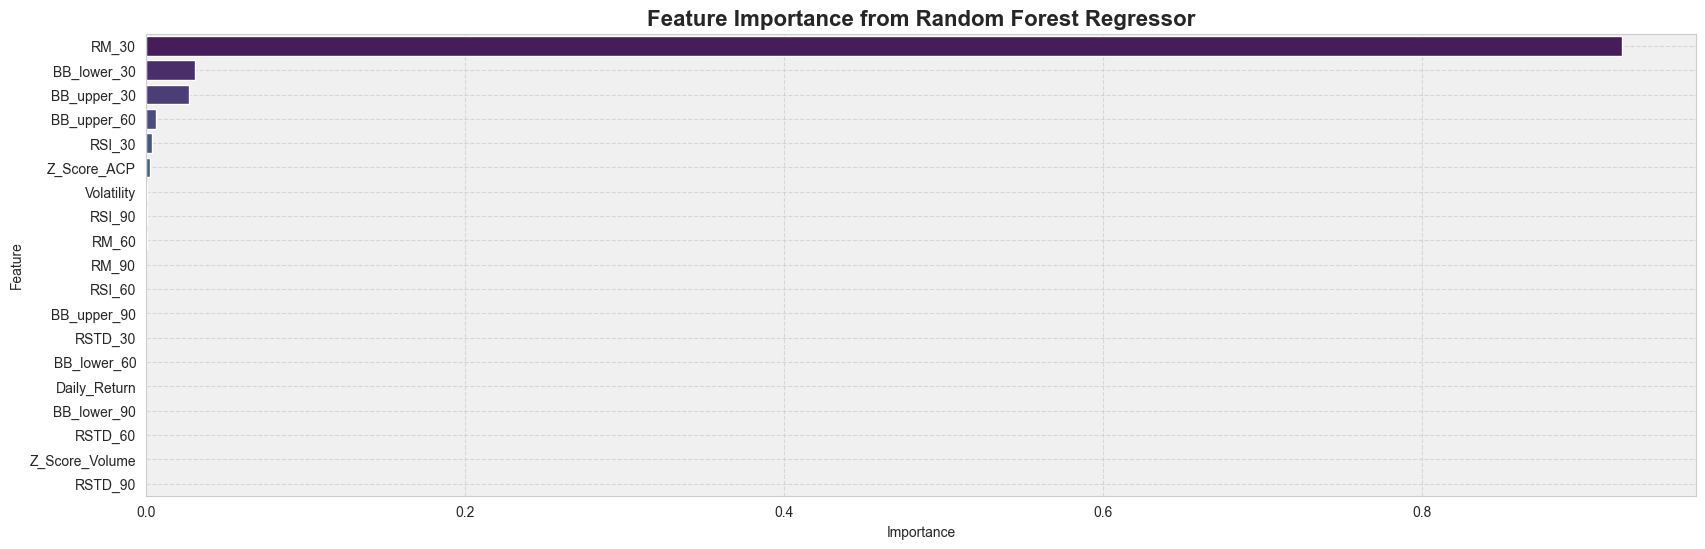 Feature Importance from Random Forest Regressor
RM_30
BB_lower_30
BB_upper_30
BB_upper_60
RSI_30
Z_Score_ACP
Volatility
RSI_90
RM_60
RM_90
RSI_60
BB_upper_90
RSTD_30
BB_lower_60
Daily_Return
BB_lower_90
RSTD_60
Z_Score_Volume
RSTD_90
Feature
0.0 0.2 0.4 0.6 0.8
Importance